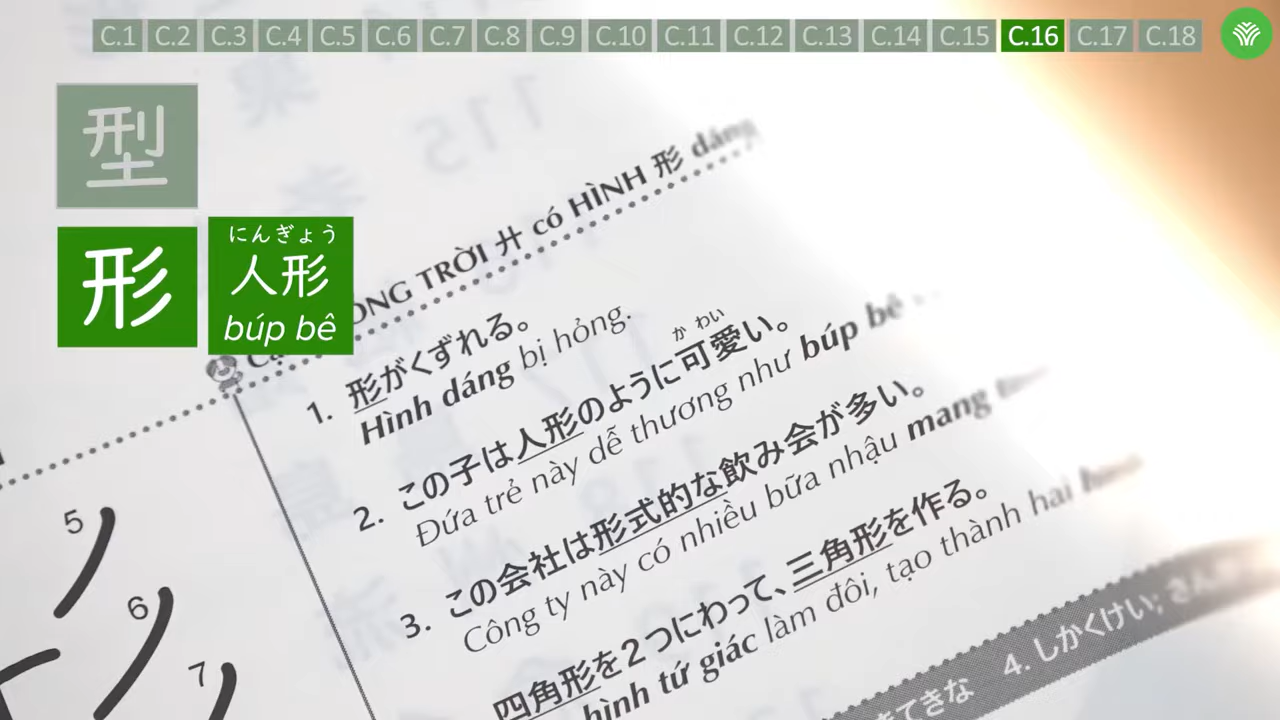 C.1 C.2 C.3 C.4 C.5 C.6 C.7 C.8 C.9 C.10 C.11 C.12 C.13 C.14 C.15 C.16 C.17 C.18
型
形
にんぎょう
人形
búp bê
TRỜI 廾 có HÌNH 形 dáng
1. 形がくずれる。
Hình dáng bị hỏng.
かわい
2. この子は人形のように可愛い。
Đứa trẻ này dễ thương như búp bê
3. この会社は形式的な飲み会が多い。
Công ty này có nhiều bữa nhậu mang
四角形を2つにわって、三角形を作る。
hình tứ giác làm đôi, tạo thành hai
4. しかくけい;
5
6
7